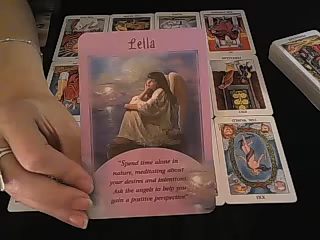 Leila
"Spend time alone in
nature, meditating about
your desires and intentions.
Ask the angels to help you
gain a positive perspective"